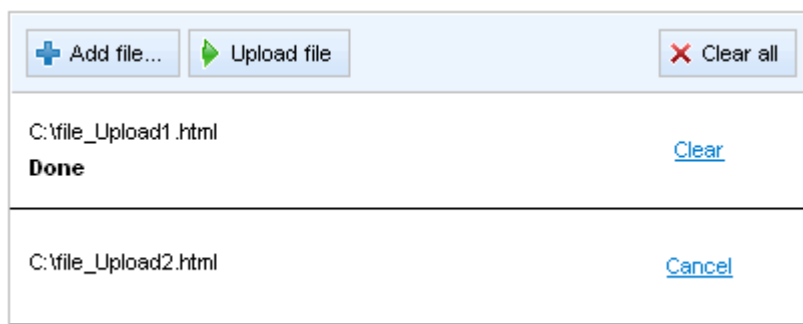 Add file... Upload file Clear all
C:\file_Upload1.html
Clear
Done
C:\file_Upload2.html Cancel